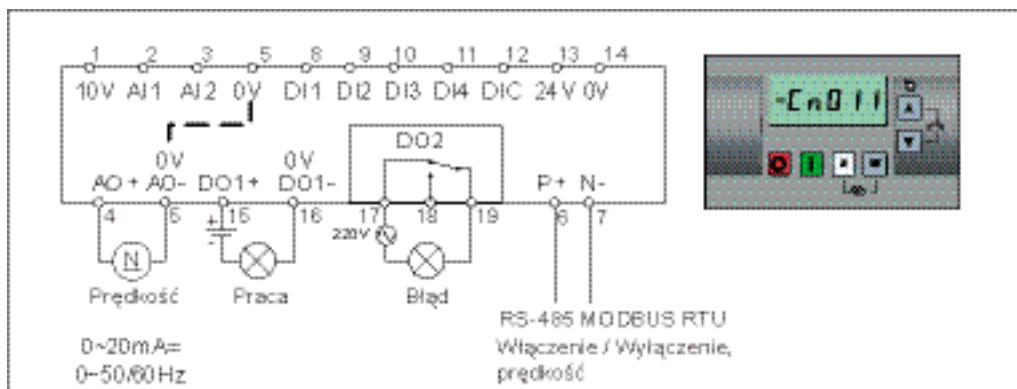 1 2 3 5 8 9 10 11 12 13 14
10V AI1 AI2 0V DI1 DI2 DI3 DI4 DIC 24V 0V
-Cn011
DO2
0V 0V
AO+ AO- DO1+ DO1- P+ N-
4 5 15 16 17 18 19 6 7
+
-
220V
N
Prędkość Praca Błąd
RS-485 MODBUS RTU
0~20mA= Włączenie / Wyłączenie,
0~50/60Hz prędkość